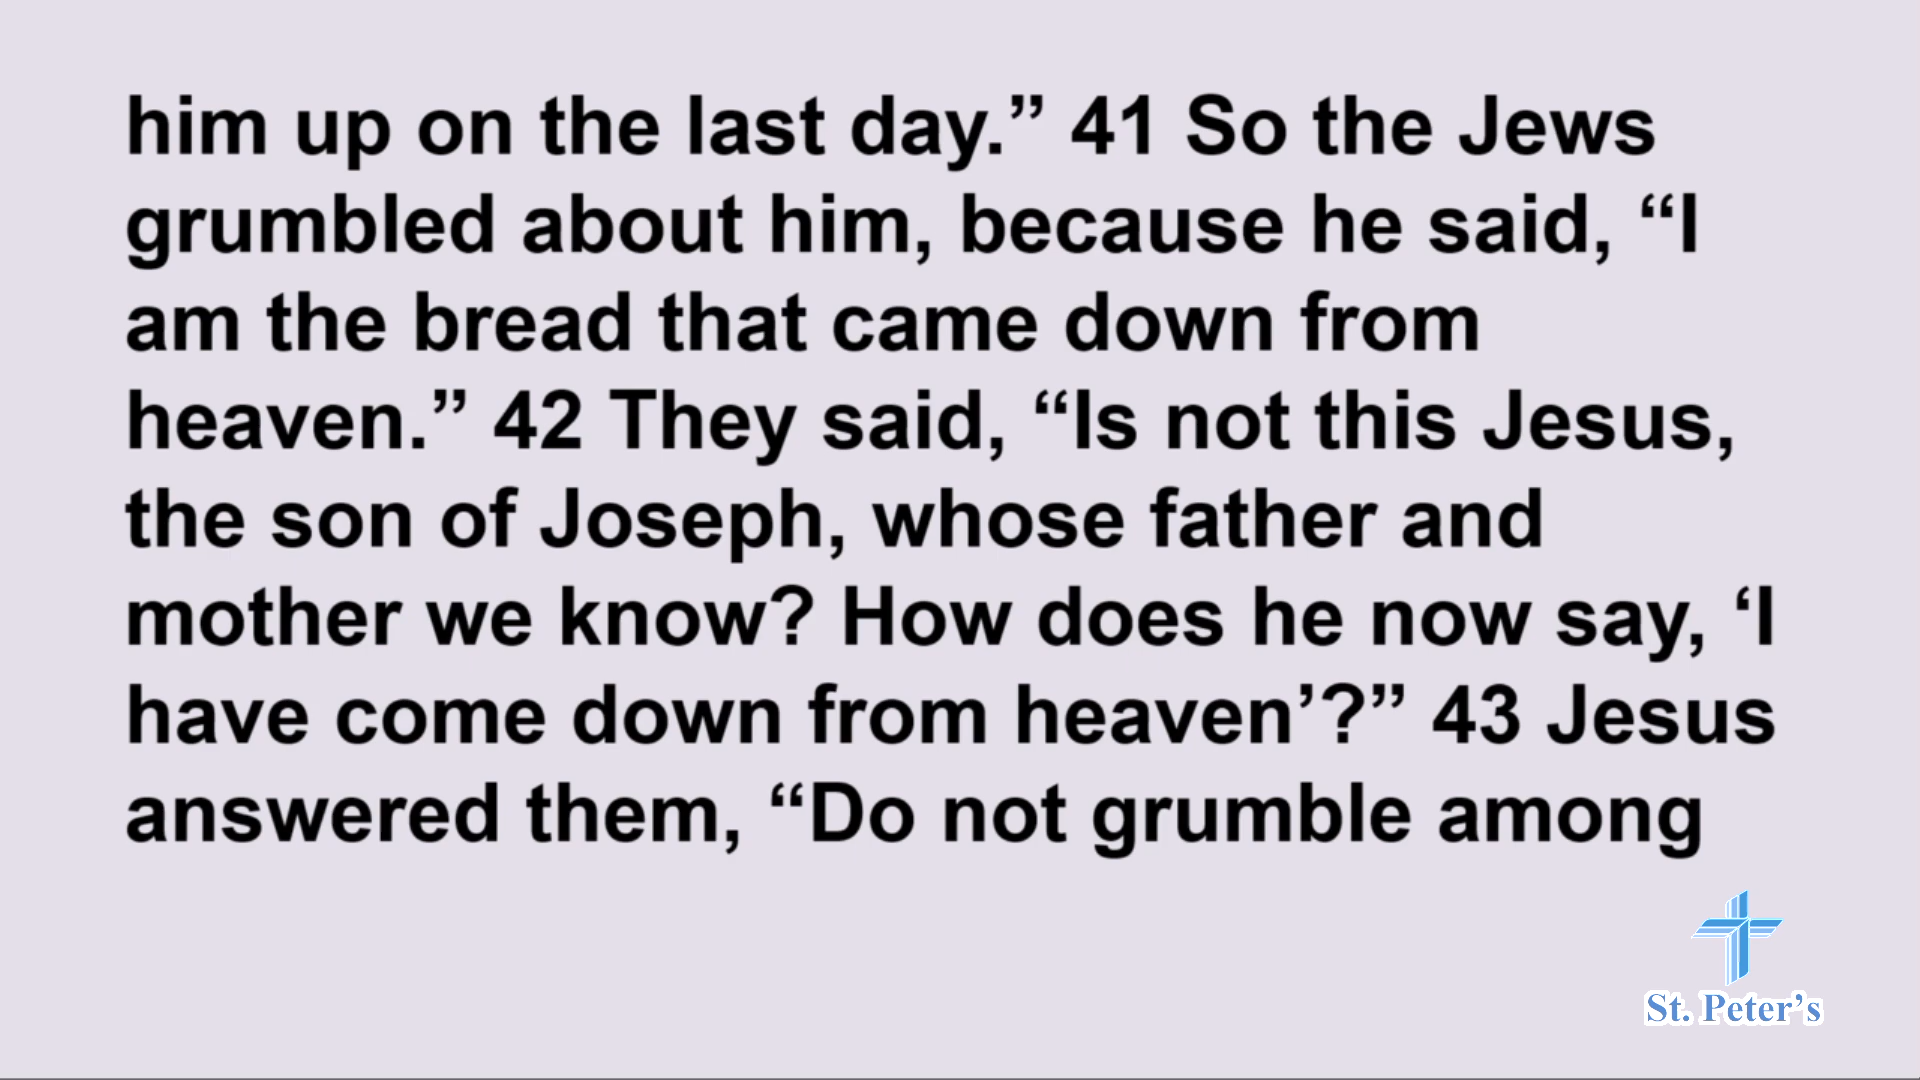 him up on the last day.” 41 So the Jews
grumbled about him, because he said, “I
am the bread that came down from
heaven.” 42 They said, “Is not this Jesus,
the son of Joseph, whose father and
mother we know? How does he now say, ‘I
have come down from heaven’?” 43 Jesus
answered them, “Do not grumble among
St. Peter’s